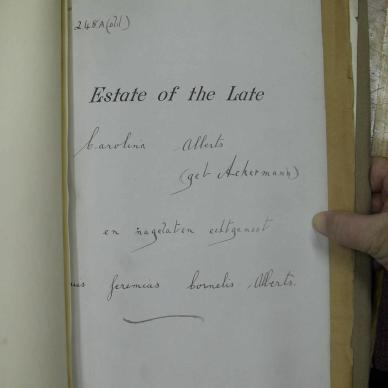 248A (old)
Estate of the Late
Carolina Alberts
(geb Ackermann)
en nagelaten echtgenoot
Jeremias Cornelis Alberts.